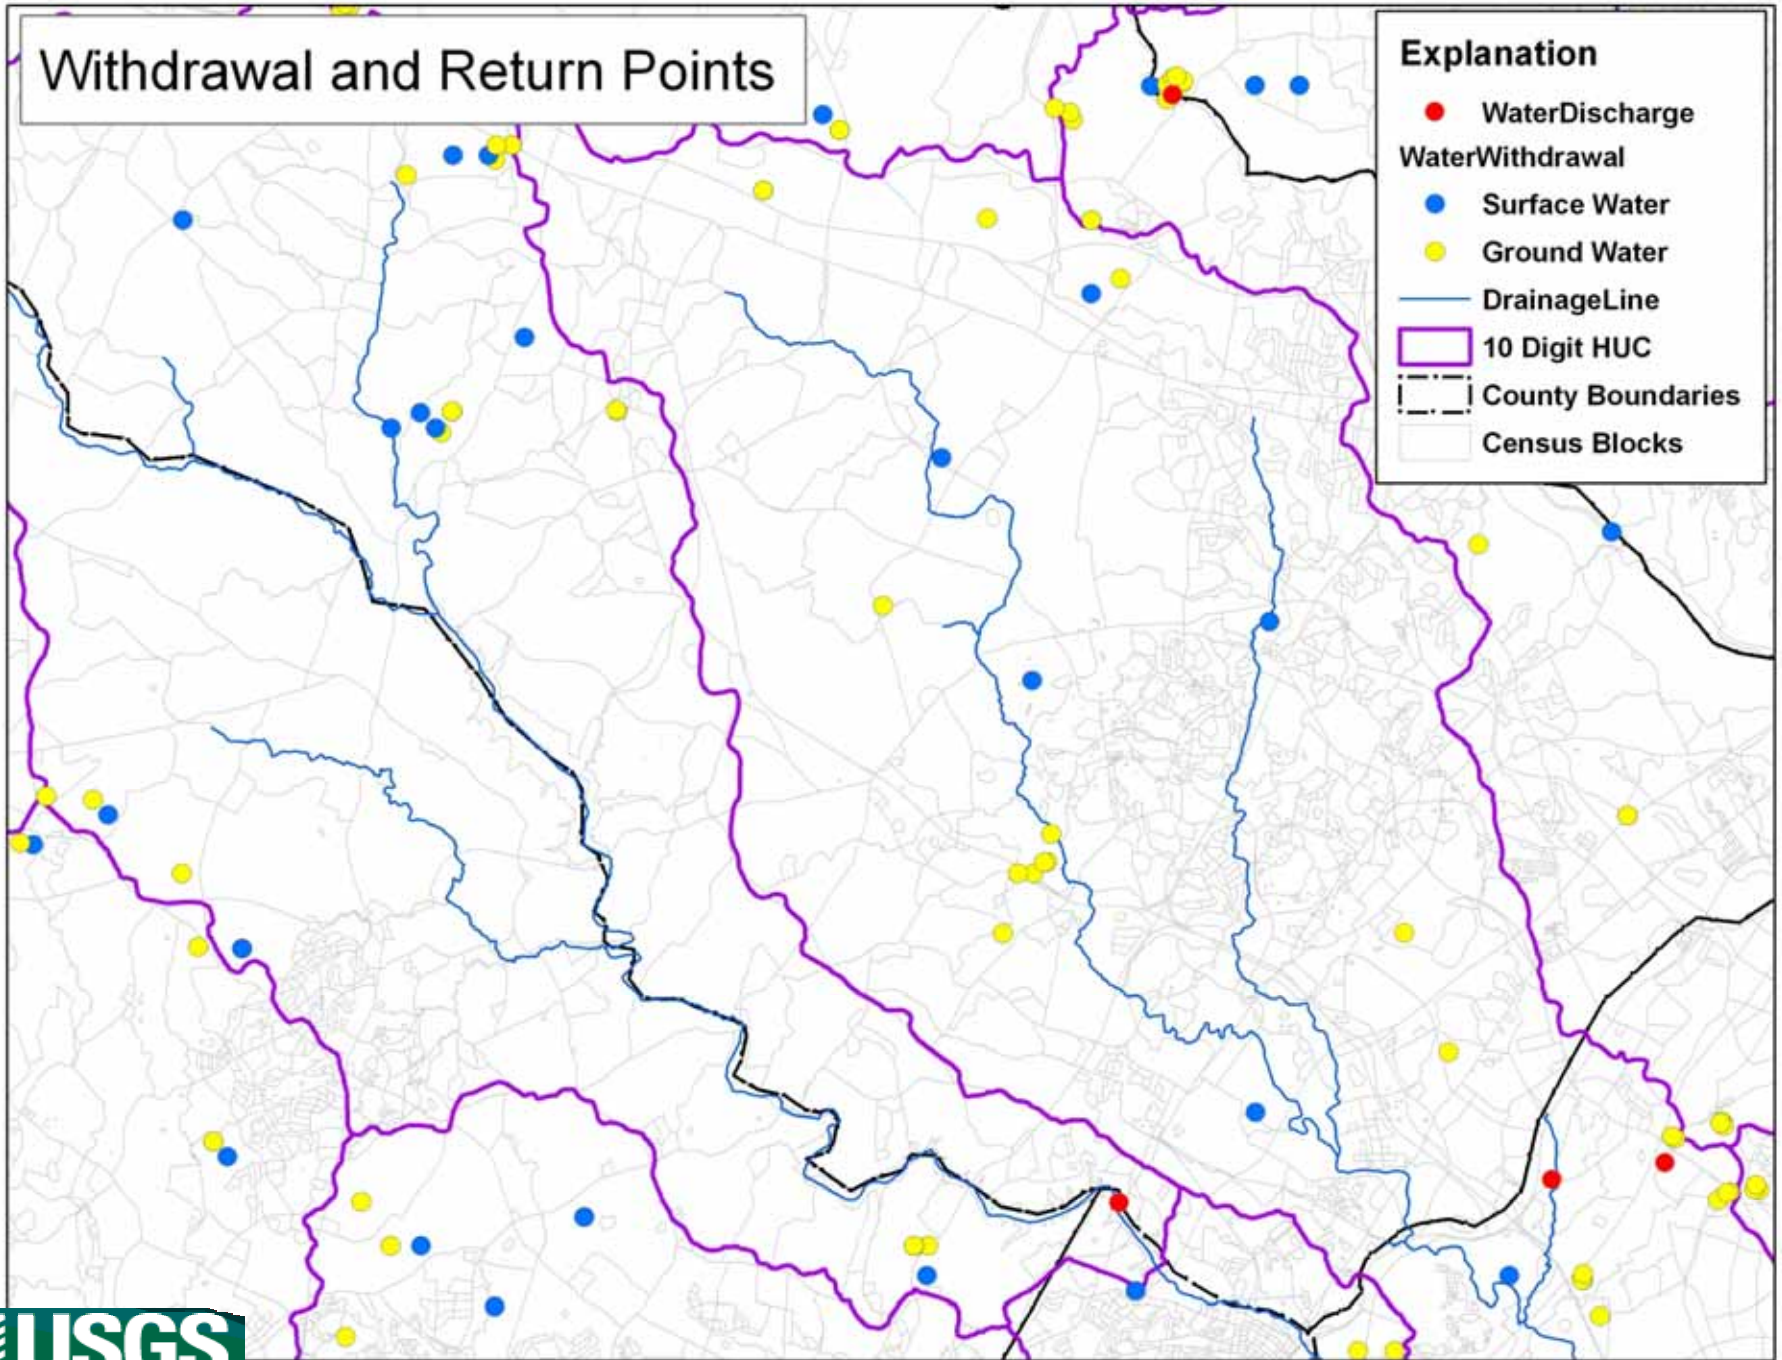 Withdrawal and Return Points
Explanation
WaterDischarge
WaterWithdrawal
Surface Water
Ground Water
DrainageLine
10 Digit HUC
County Boundaries
Census Blocks
USGS